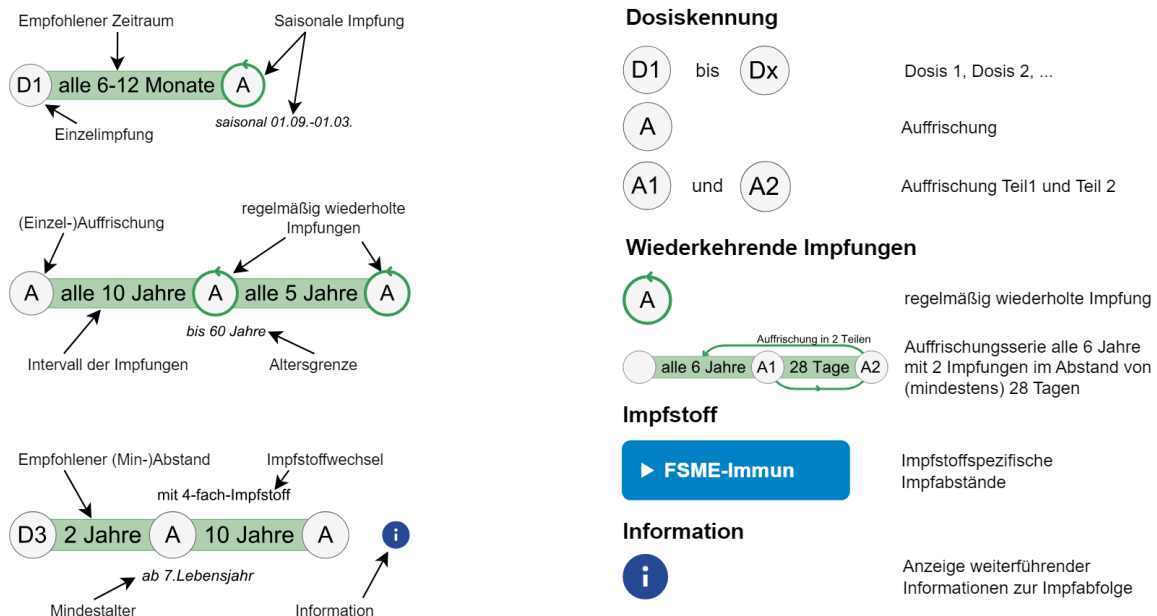 Empfohlener Zeitraum
Saisonale Impfung
D1 alle 6-12 Monate A
saisonal 01.09.-01.03.
Einzelimpfung
(Einzel-)Auffrischung
regelmäßig wiederholte
Impfungen
A alle 10 Jahre A alle 5 Jahre A
bis 60 Jahre
Intervall der Impfungen
Altersgrenze
Empfohlener (Min-)Abstand
Impfstoffwechsel
mit 4-fach-Impfstoff
D3 2 Jahre A 10 Jahre A i
ab 7.Lebensjahr
Mindestalter
Information
Dosiskennung
D1 bis Dx Dosis 1, Dosis 2, ...
A Auffrischung
A1 und A2 Auffrischung Teil1 und Teil 2
Wiederkehrende Impfungen
A regelmäßig wiederholte Impfung
Auffrischung in 2 Teilen
alle 6 Jahre A1 28 Tage A2
Auffrischungsserie alle 6 Jahre
mit 2 Impfungen im Abstand von
(mindestens) 28 Tagen
Impfstoff
FSME-Immun
Impfstoffspezifische
Impfabstände
Information
i
Anzeige weiterführender
Informationen zur Impfabfolge